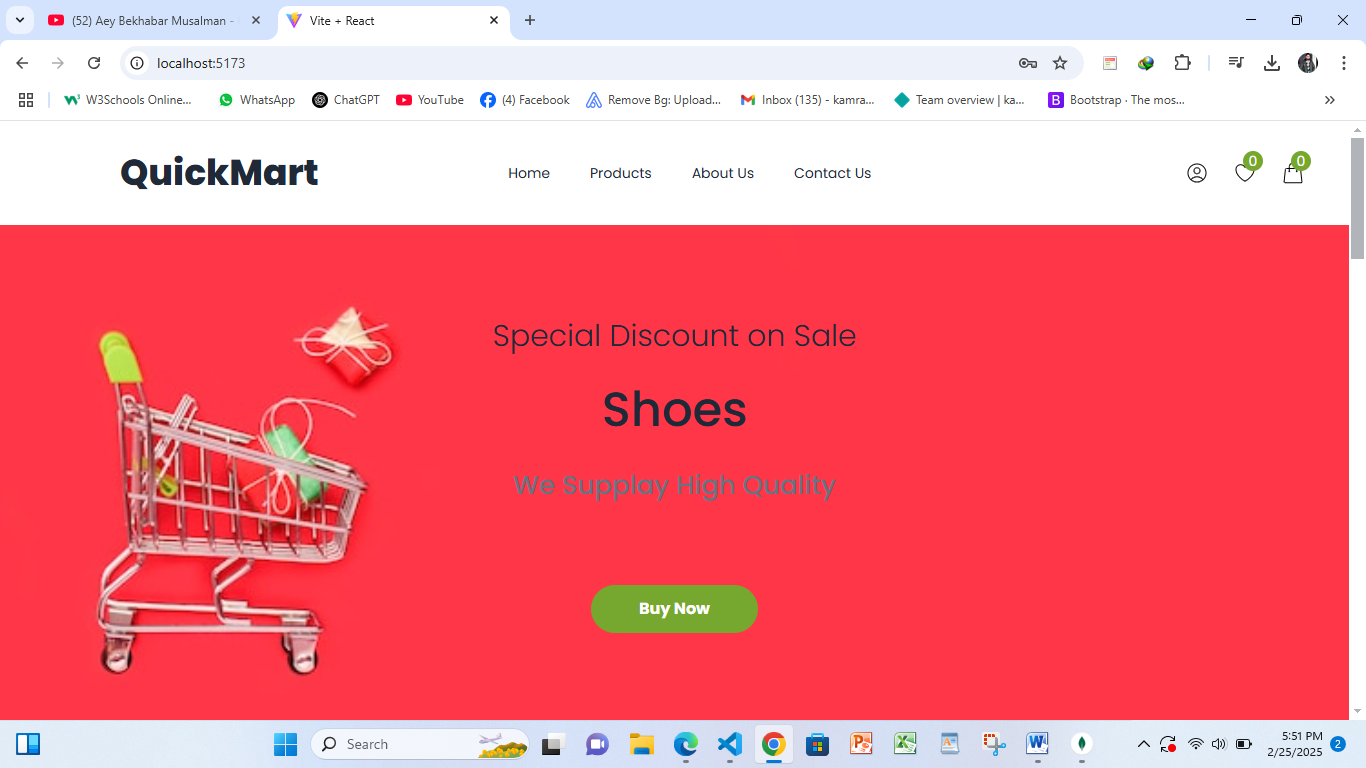 (52) Aey Bekhabar Musalman -
Vite + React
localhost:5173
W3Schools Online...
WhatsApp
ChatGPT
YouTube
(4) Facebook
Remove Bg: Upload...
Inbox (135) - kamra...
Team overview | ka...
B
Bootstrap · The mos...
QuickMart
Home
Products
About Us
Contact Us
0
0
Special Discount on Sale
Shoes
We Supplay High Quality
Buy Now
Search
5:51 PM
2/25/2025
2